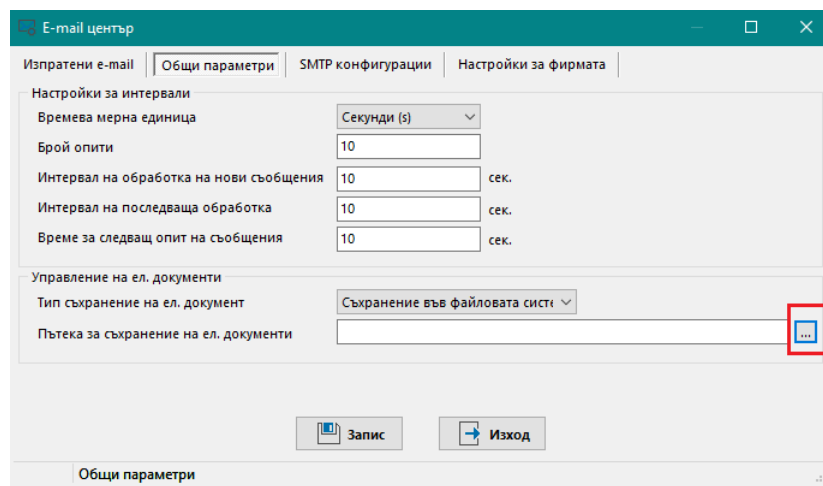 E-mail център
Изпратени e-mail Общи параметри SMTP конфигурации Настройки за фирмата
Настройки за интервали
Времева мерна единица Секунди (s)
Брой опити 10
Интервал на обработка на нови съобщения 10 сек.
Интервал на последваща обработка 10 сек.
Време за следващ опит на съобщения 10 сек.
Управление на ел. документи
Тип съхранение на ел. документ Съхранение във файловата систе
Пътека за съхранение на ел. документи ...
Запис Изход
Общи параметри